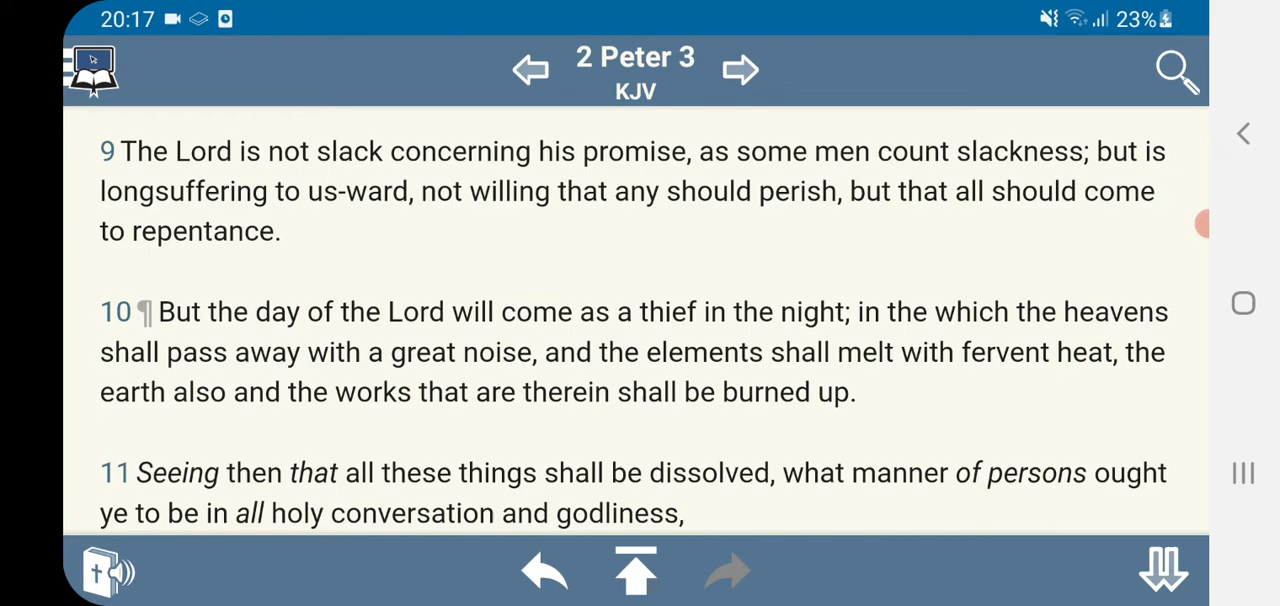 20:17
23%
2 Peter 3
KJV
9 The Lord is not slack concerning his promise, as some men count slackness; but is
longsuffering to us-ward, not willing that any should perish, but that all should come
to repentance.
10 ¶ But the day of the Lord will come as a thief in the night; in the which the heavens
shall pass away with a great noise, and the elements shall melt with fervent heat, the
earth also and the works that are therein shall be burned up.
11 Seeing then that all these things shall be dissolved, what manner of persons ought
ye to be in all holy conversation and godliness,